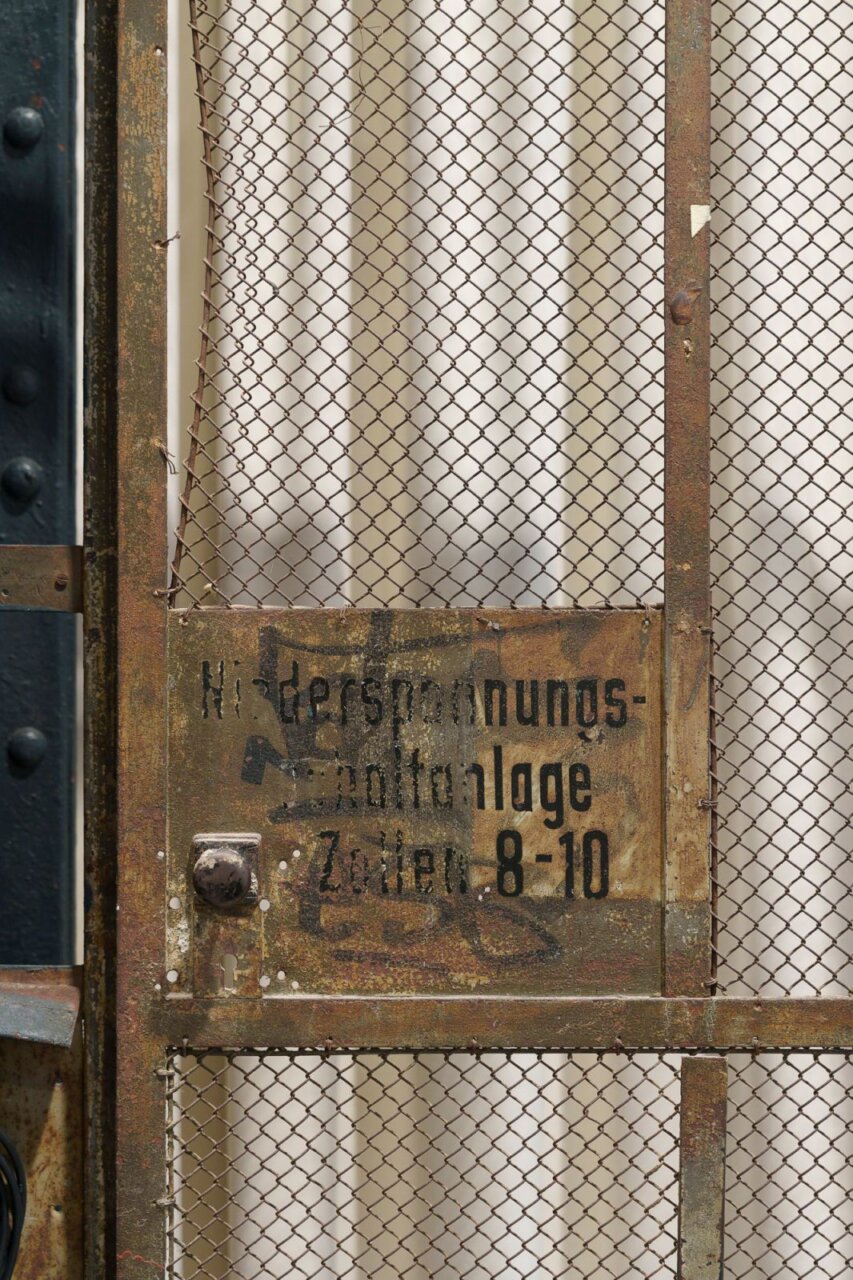 Niederspannungs-
schaltanlage
Zellen 8-10